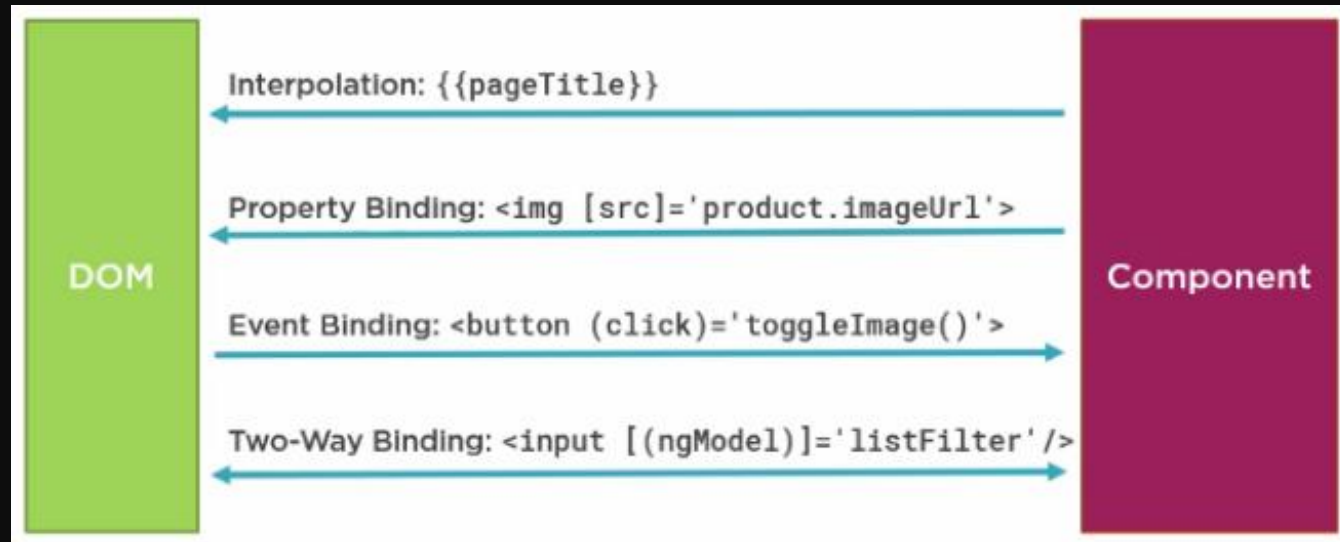 Interpolation: {{pageTitle}}
Property Binding: <img [src]='product.imageUrl'>
DOM
Component
Event Binding: <button (click)='toggleImage()'>
Two-Way Binding: <input [(ngModel)]='listFilter'/>